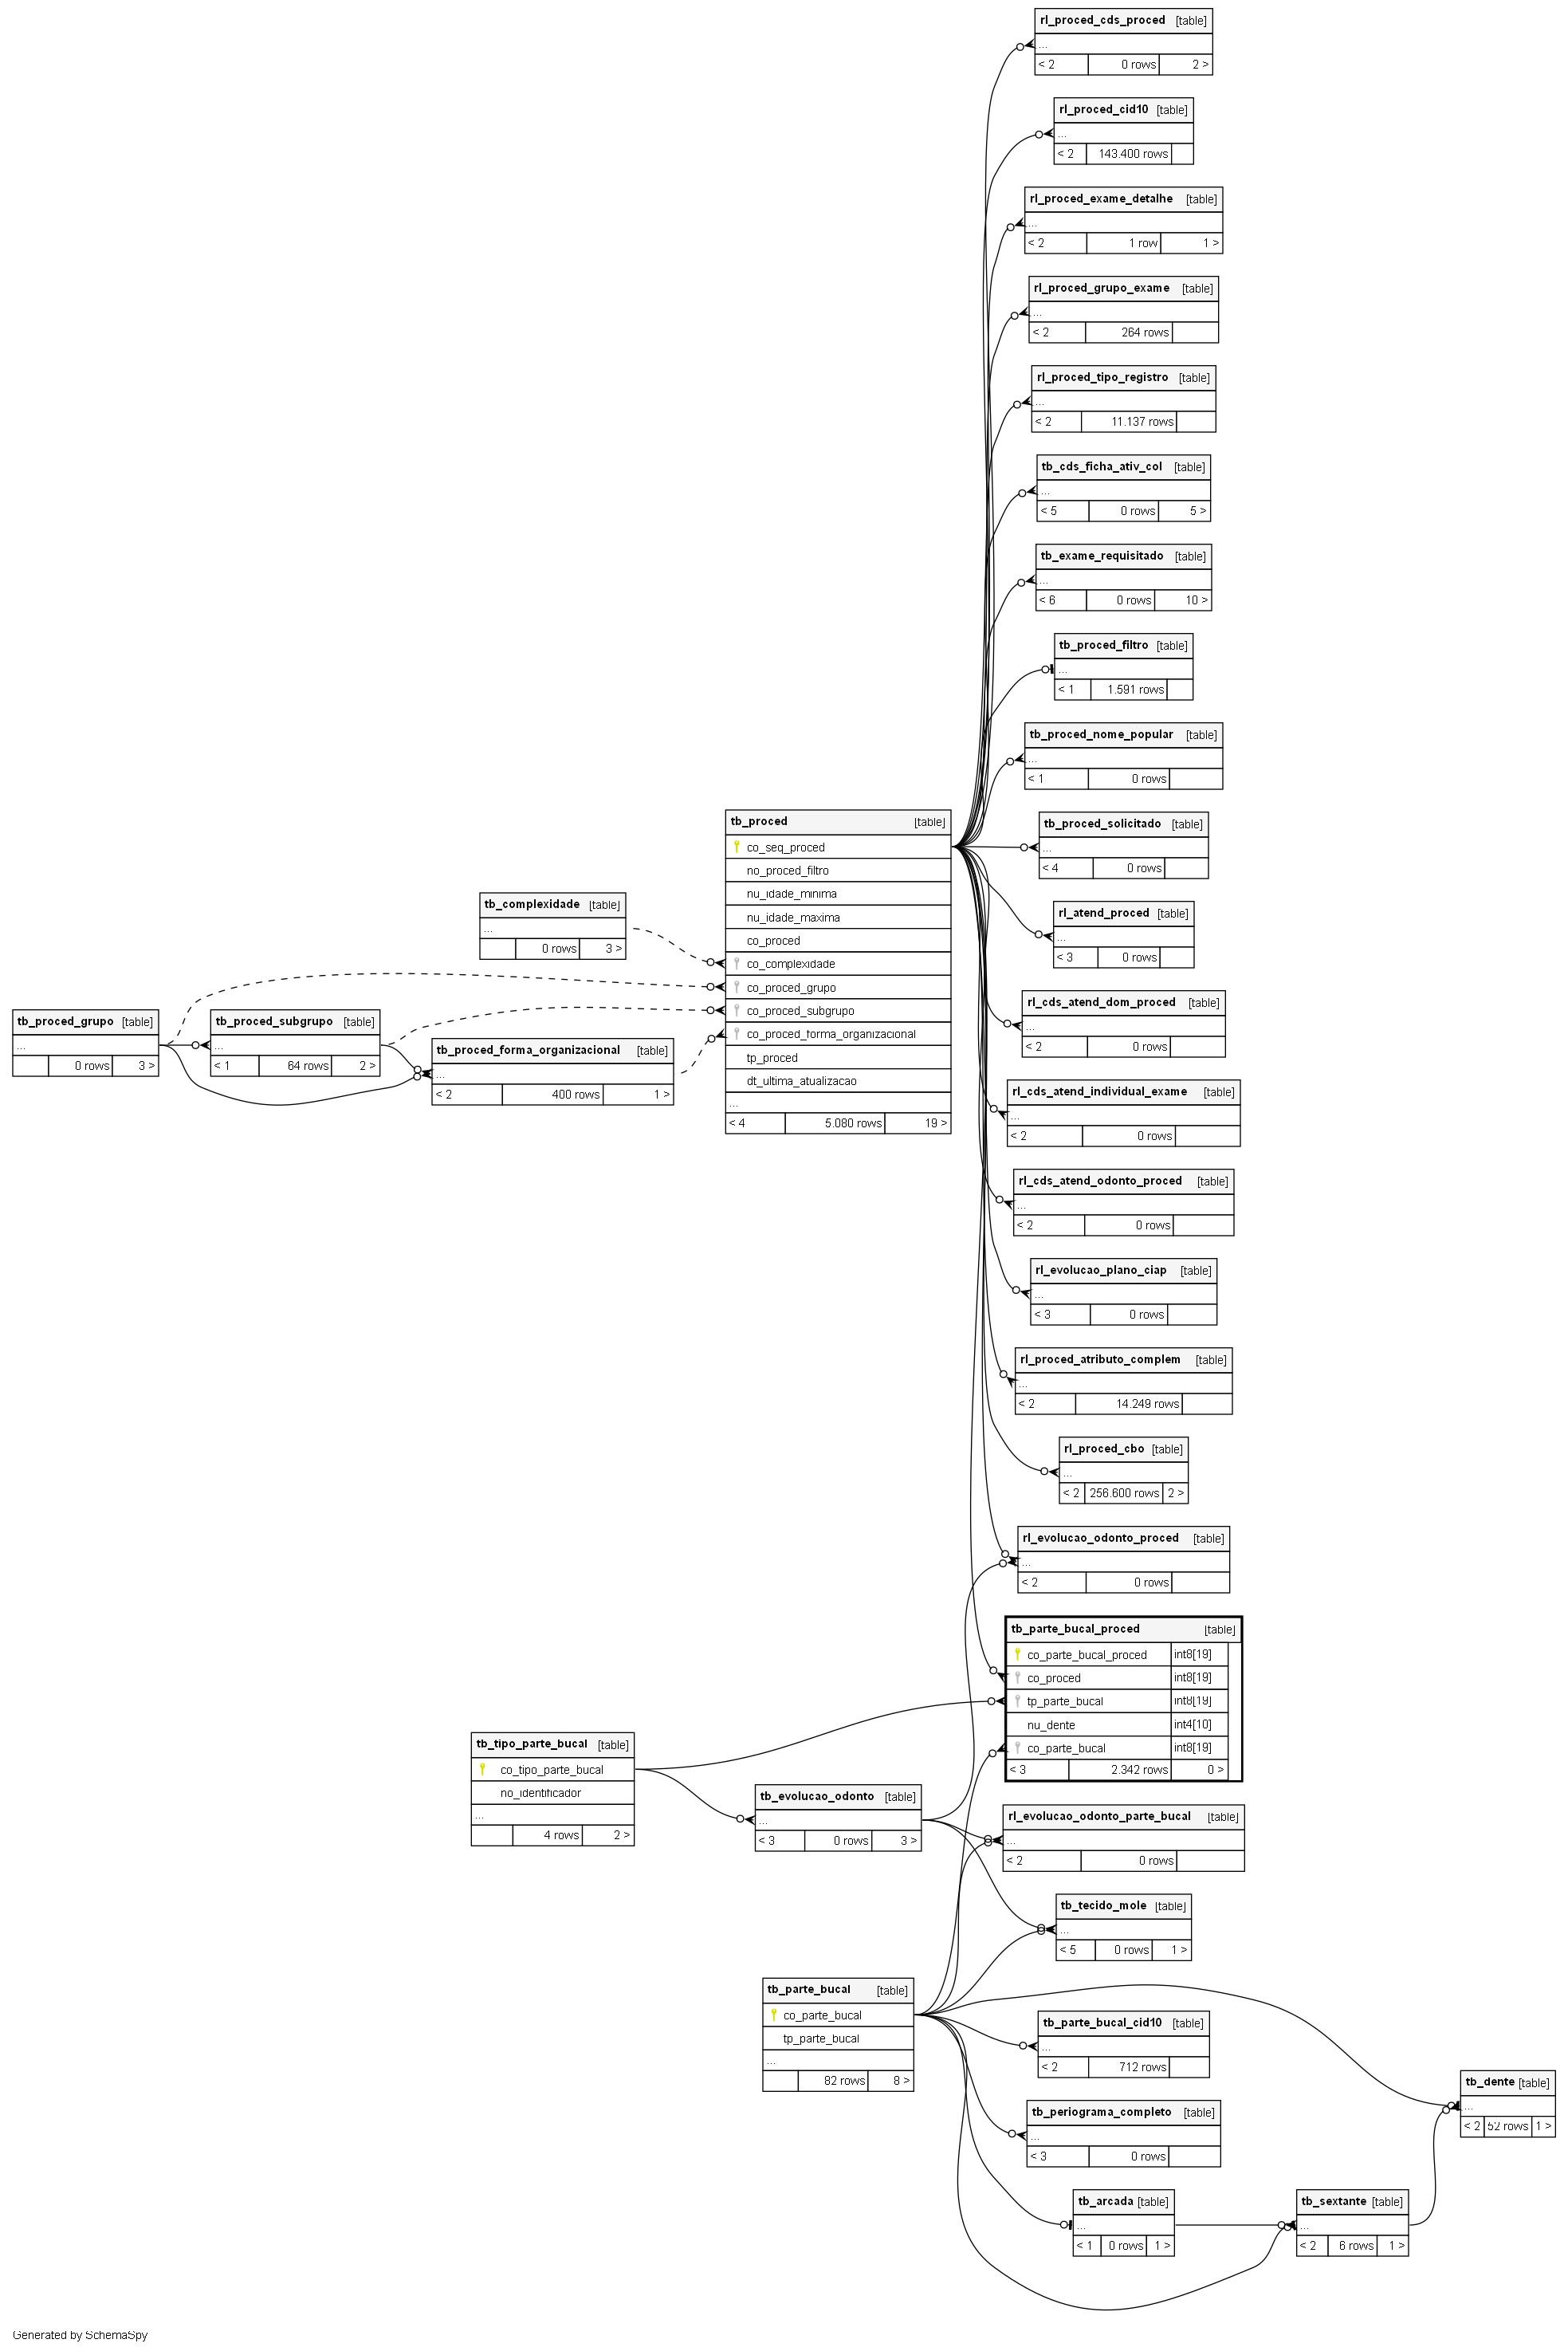 rl_proced_cds_proced [table]
...
< 2 0 rows 2 >
rl_proced_cid10 [table]
...
< 2 143.400 rows
rl_proced_exame_detalhe [table]
...
< 2 1 row 1 >
rl_proced_grupo_exame [table]
...
< 2 264 rows
rl_proced_tipo_registro [table]
...
< 2 11.137 rows
tb_cds_ficha_ativ_col [table]
...
< 5 0 rows 5 >
tb_exame_requisitado [table]
...
< 6 0 rows 10 >
tb_proced_filtro [table]
...
< 1 1.591 rows
tb_proced_nome_popular [table]
...
< 1 0 rows
tb_proced_solicitado [table]
...
< 4 0 rows
tb_proced [table]
co_seq_proced
no_proced_filtro
nu_idade_minima
nu_idade_maxima
co_proced
co_complexidade
co_proced_grupo
co_proced_subgrupo
co_proced_forma_organizacional
tp_proced
dt_ultima_atualizacao
...
< 4 5.080 rows 19 >
tb_complexidade [table]
...
0 rows 3 >
tb_proced_grupo [table]
...
0 rows 3 >
tb_proced_subgrupo [table]
...
< 1 64 rows 2 >
tb_proced_forma_organizacional [table]
...
< 2 400 rows 1 >
rl_atend_proced [table]
...
< 3 0 rows
rl_cds_atend_dom_proced [table]
...
< 2 0 rows
rl_cds_atend_individual_exame [table]
...
< 2 0 rows
rl_cds_atend_odonto_proced [table]
...
< 2 0 rows
rl_evolucao_plano_ciap [table]
...
< 3 0 rows
rl_proced_atributo_complem [table]
...
< 2 14.249 rows
rl_proced_cbo [table]
...
< 2 256.600 rows 2 >
rl_evolucao_odonto_proced [table]
...
< 2 0 rows
tb_parte_bucal_proced [table]
co_parte_bucal_proced int8[19]
co_proced int8[19]
tp_parte_bucal int8[19]
nu_dente int4[10]
co_parte_bucal int8[19]
< 3 2.342 rows 0 >
tb_tipo_parte_bucal [table]
co_tipo_parte_bucal
no_identificador
...
4 rows 2 >
tb_evolucao_odonto [table]
...
< 3 0 rows 3 >
rl_evolucao_odonto_parte_bucal [table]
...
< 2 0 rows
tb_tecido_mole [table]
...
< 5 0 rows 1 >
tb_parte_bucal [table]
co_parte_bucal
tp_parte_bucal
...
82 rows 8 >
tb_parte_bucal_cid10 [table]
...
< 2 712 rows
tb_dente [table]
...
< 2 52 rows 1 >
tb_periograma_completo [table]
...
< 3 0 rows
tb_arcada [table]
...
< 1 0 rows 1 >
tb_sextante [table]
...
< 2 6 rows 1 >
Generated by SchemaSpy